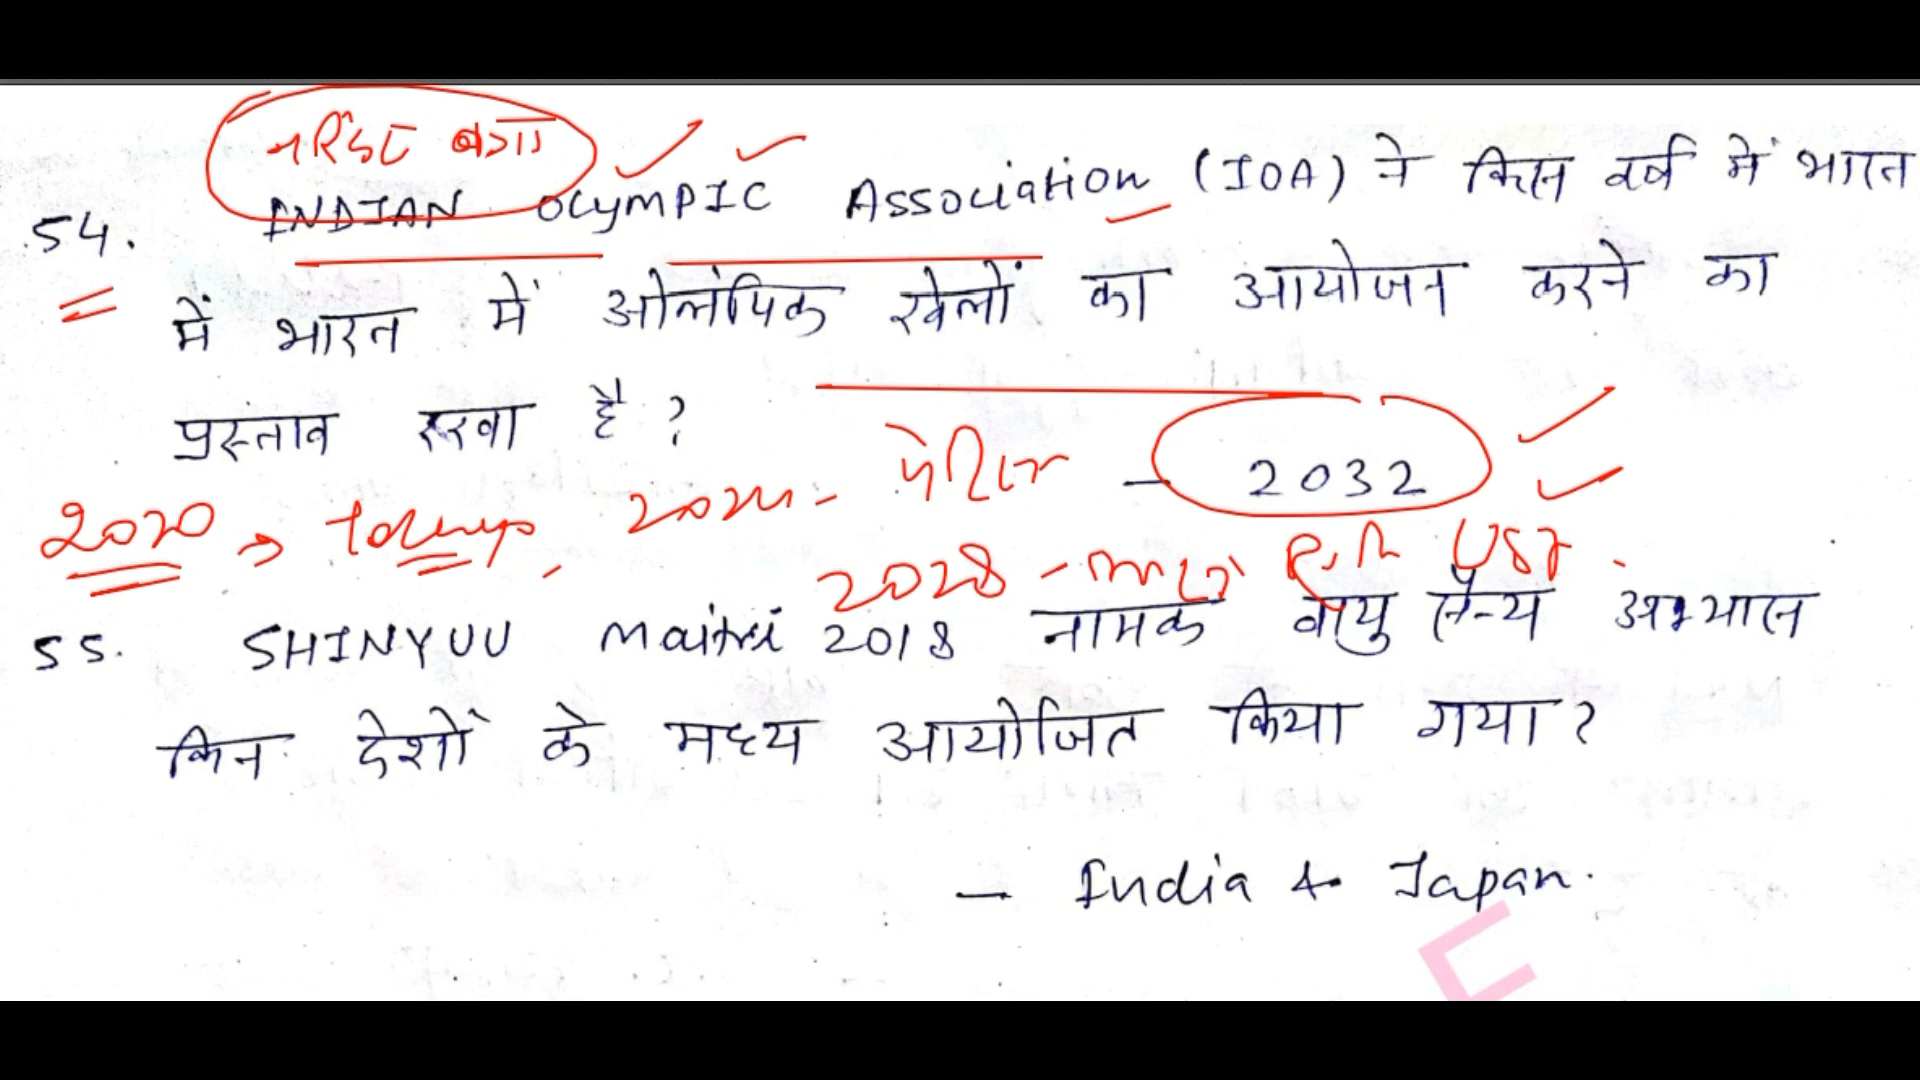 नरिंदर बत्रा
54. INDIAN OLYMPIC Association (IOA) ने किस वर्ष में भारत
में भारत में ओलंपिक खेलों का आयोजन करने का
प्रस्ताव रखा है ?
पेरिस - 2032
2020 → Tokyo, 2024 -
2028 - USA.
55. SHINYUU Maitri 2018 नामक वायु सैन्य अभ्यास
किन देशों के मध्य आयोजित किया गया?
- India & Japan.